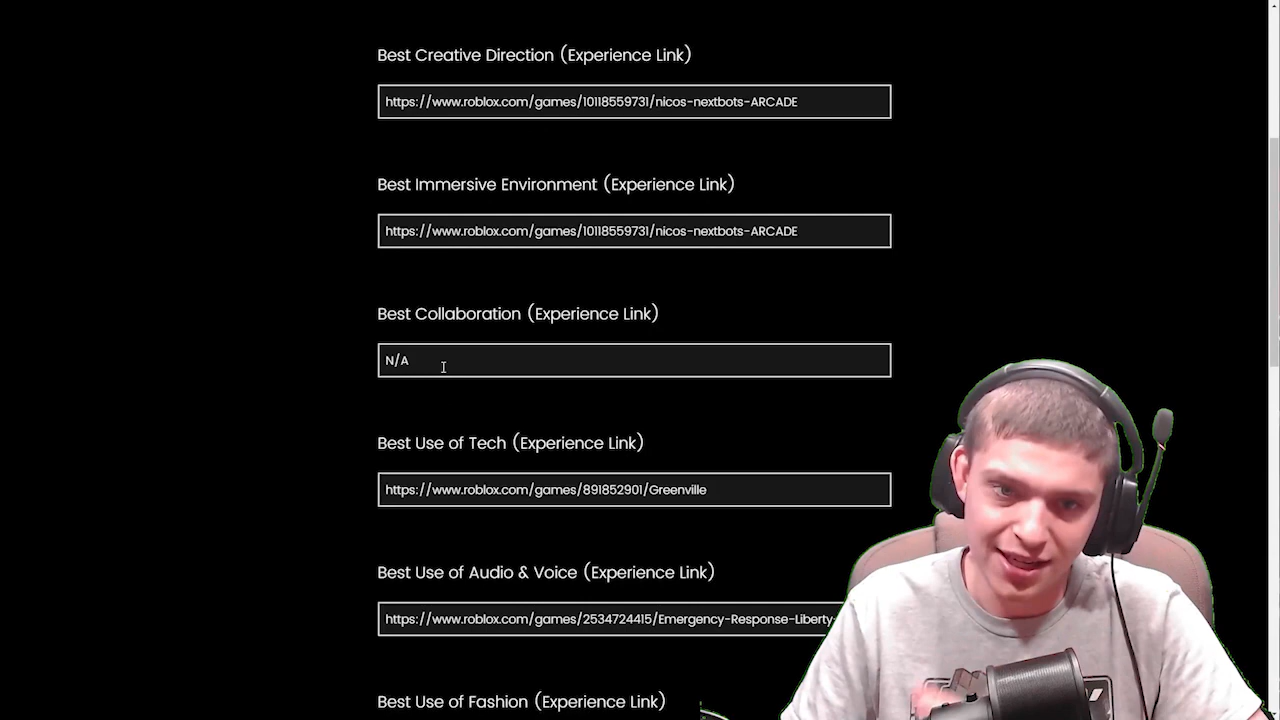 Best Creative Direction (Experience Link)
https://www.roblox.com/games/10118559731/nicos-nextbots-ARCADE
Best Immersive Environment (Experience Link)
https://www.roblox.com/games/10118559731/nicos-nextbots-ARCADE
Best Collaboration (Experience Link)
N/A
Best Use of Tech (Experience Link)
https://www.roblox.com/games/891852901/Greenville
Best Use of Audio & Voice (Experience Link)
https://www.roblox.com/games/2534724415/Emergency-Response-Liberty-
Best Use of Fashion (Experience Link)